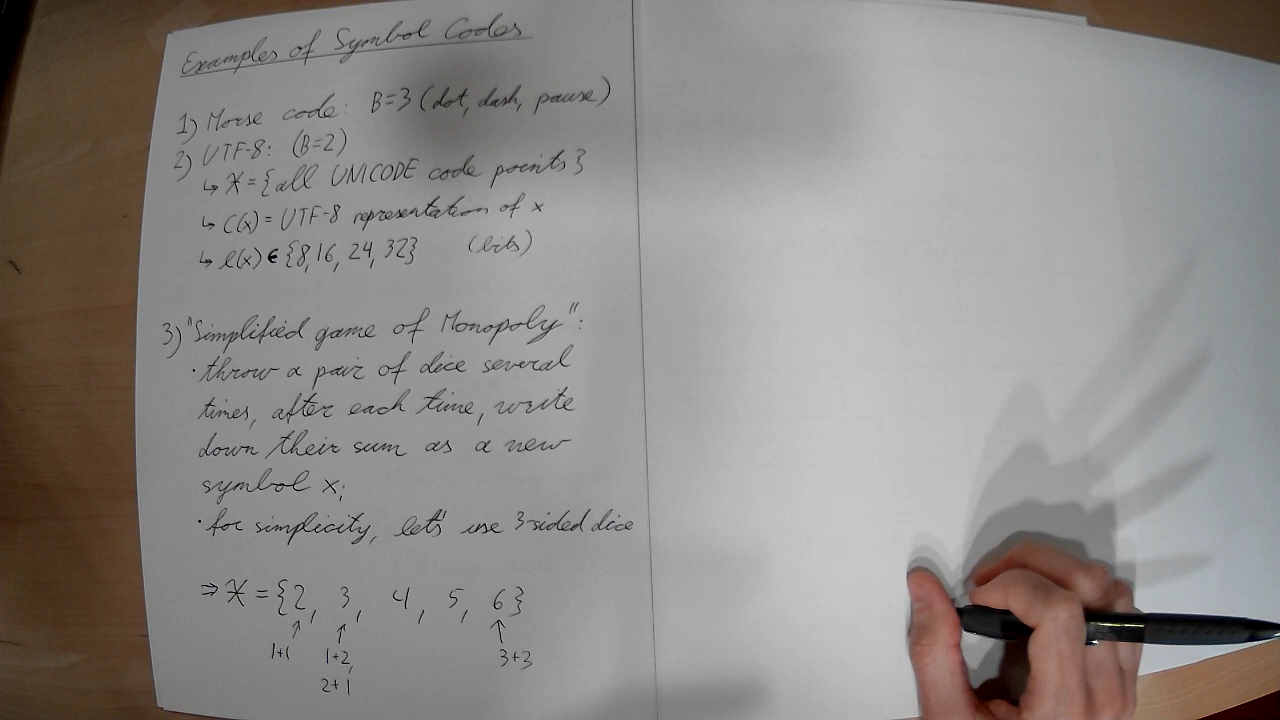 Examples of Symbol Codes
1) Morse code: B=3 (dot, dash, pause)
2) UTF-8: (B=2)
↳ X={all UNICODE code points}
↳ C(x)= UTF-8 representation of x
↳ l(x)∈{8,16, 24, 32} (bits)
3) "Simplified game of Monopoly":
· throw a pair of dice several
times, after each time, write
down their sum as a new
symbol xᵢ
· for simplicity, let's use 3-sided dice
⇒ X = {2, 3, 4, 5, 6}
↑ ↑ ↑
1+1 1+2, 3+3
2+1